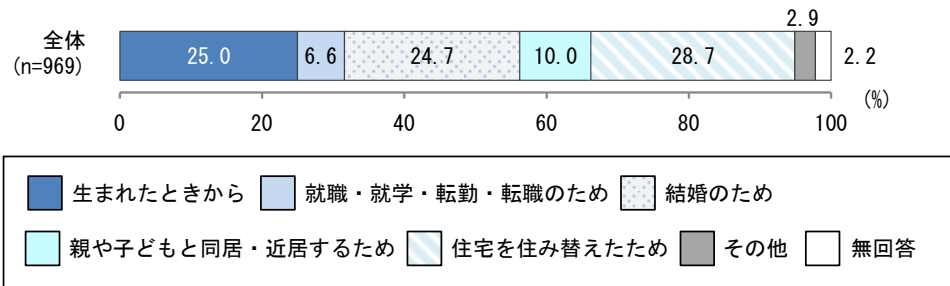 2.9
全体
(n=969)
25.0 6.6 24.7 10.0 28.7 2.2
(%)
0 20 40 60 80 100
生まれたときから 就職・就学・転勤・転職のため 結婚のため
親や子どもと同居・近居するため 住宅を住み替えたため その他 無回答